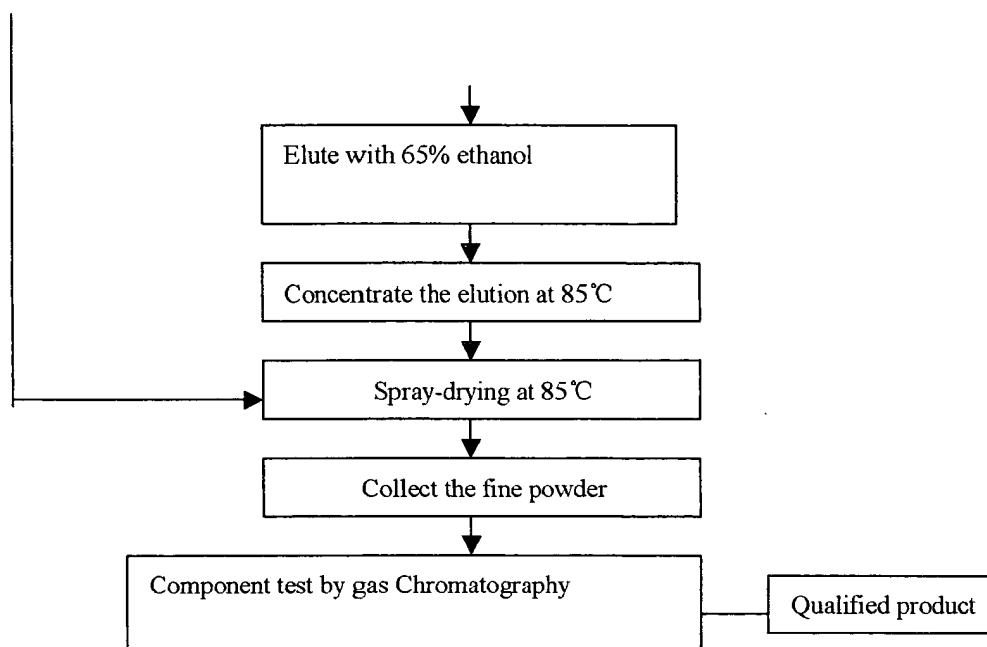 Elute with 65% ethanol
Concentrate the elution at 85℃
Spray-drying at 85℃
Collect the fine powder
Component test by gas Chromatography
Qualified product